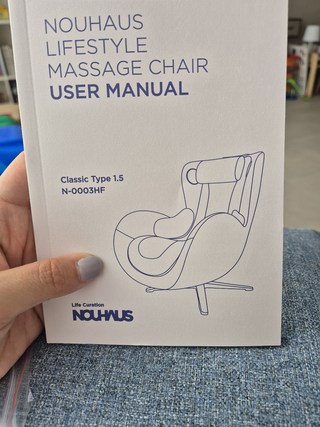 NOUHAUS
LIFESTYLE
MASSAGE CHAIR
USER MANUAL
Classic Type 1.5
N-0003HF
Life Curation
NOUHAUS